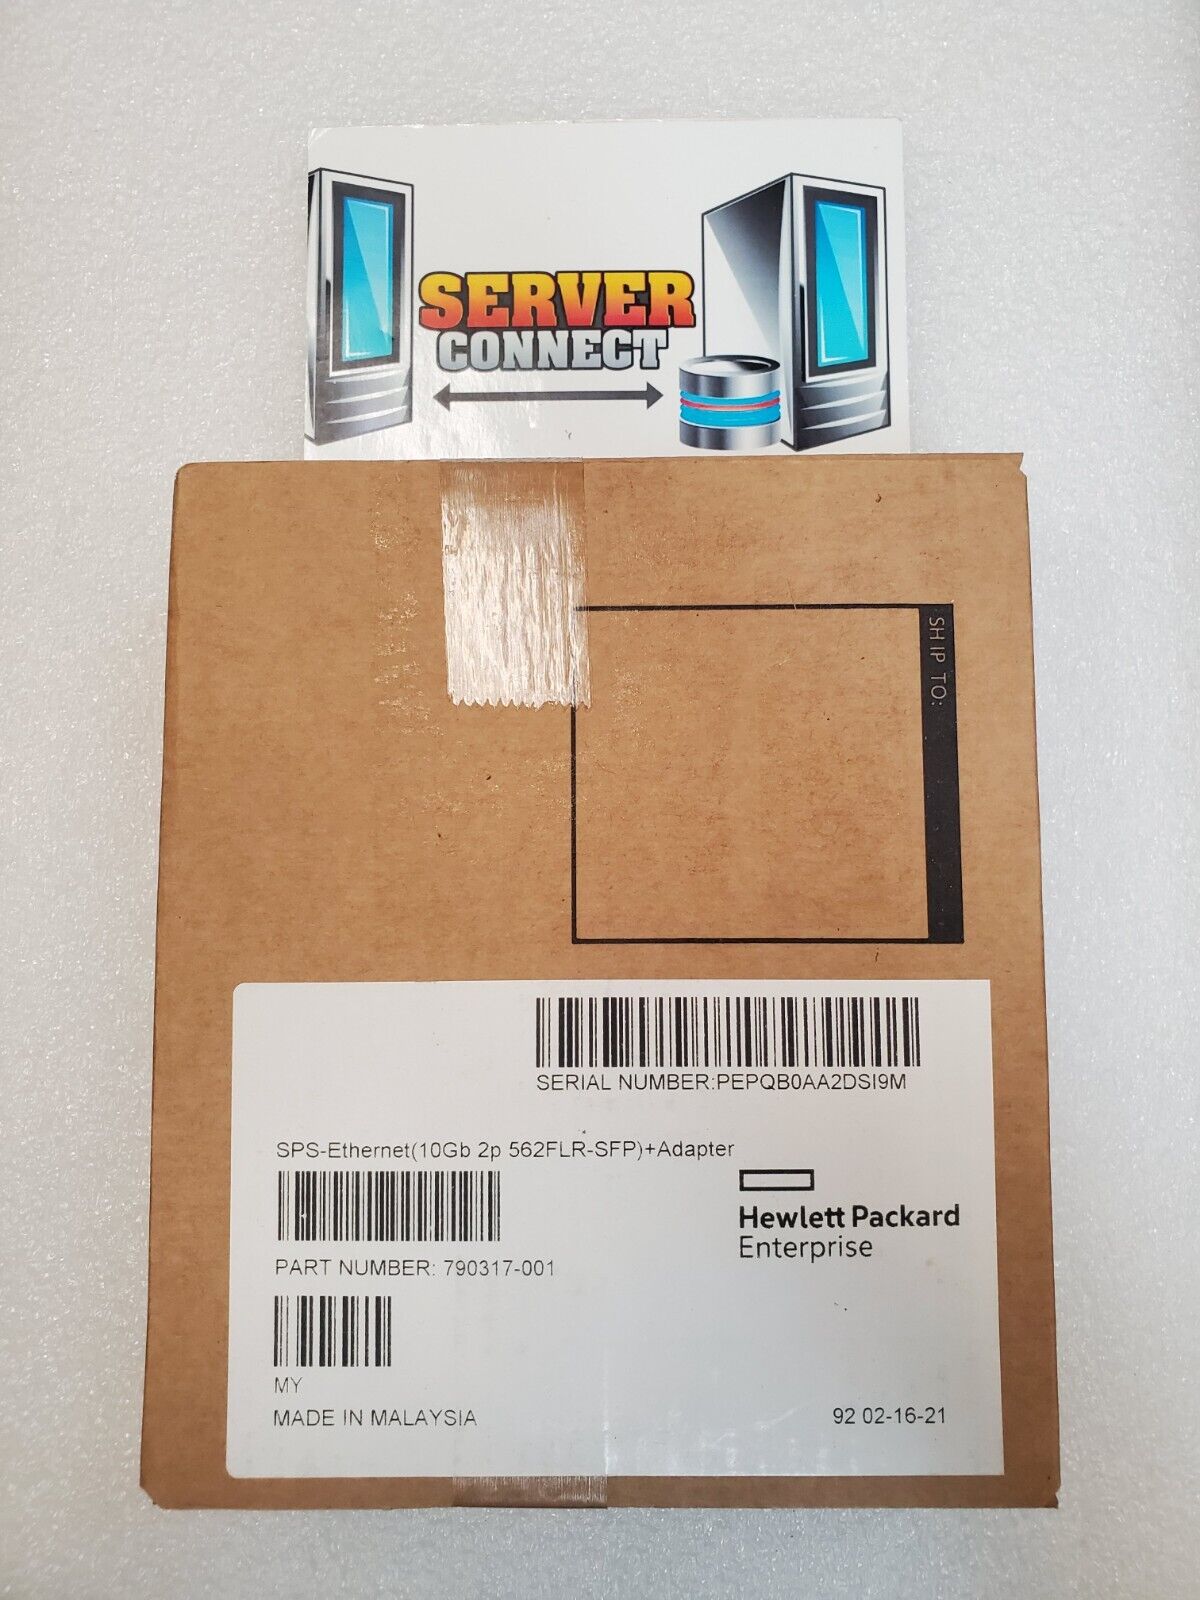 SERVER
CONNECT
SHIP TO:
SERIAL NUMBER:PEPQB0AA2DSI9M
SPS-Ethernet(10Gb 2p 562FLR-SFP)+Adapter
Hewlett Packard
Enterprise
PART NUMBER: 790317-001
MY
MADE IN MALAYSIA
92 02-16-21